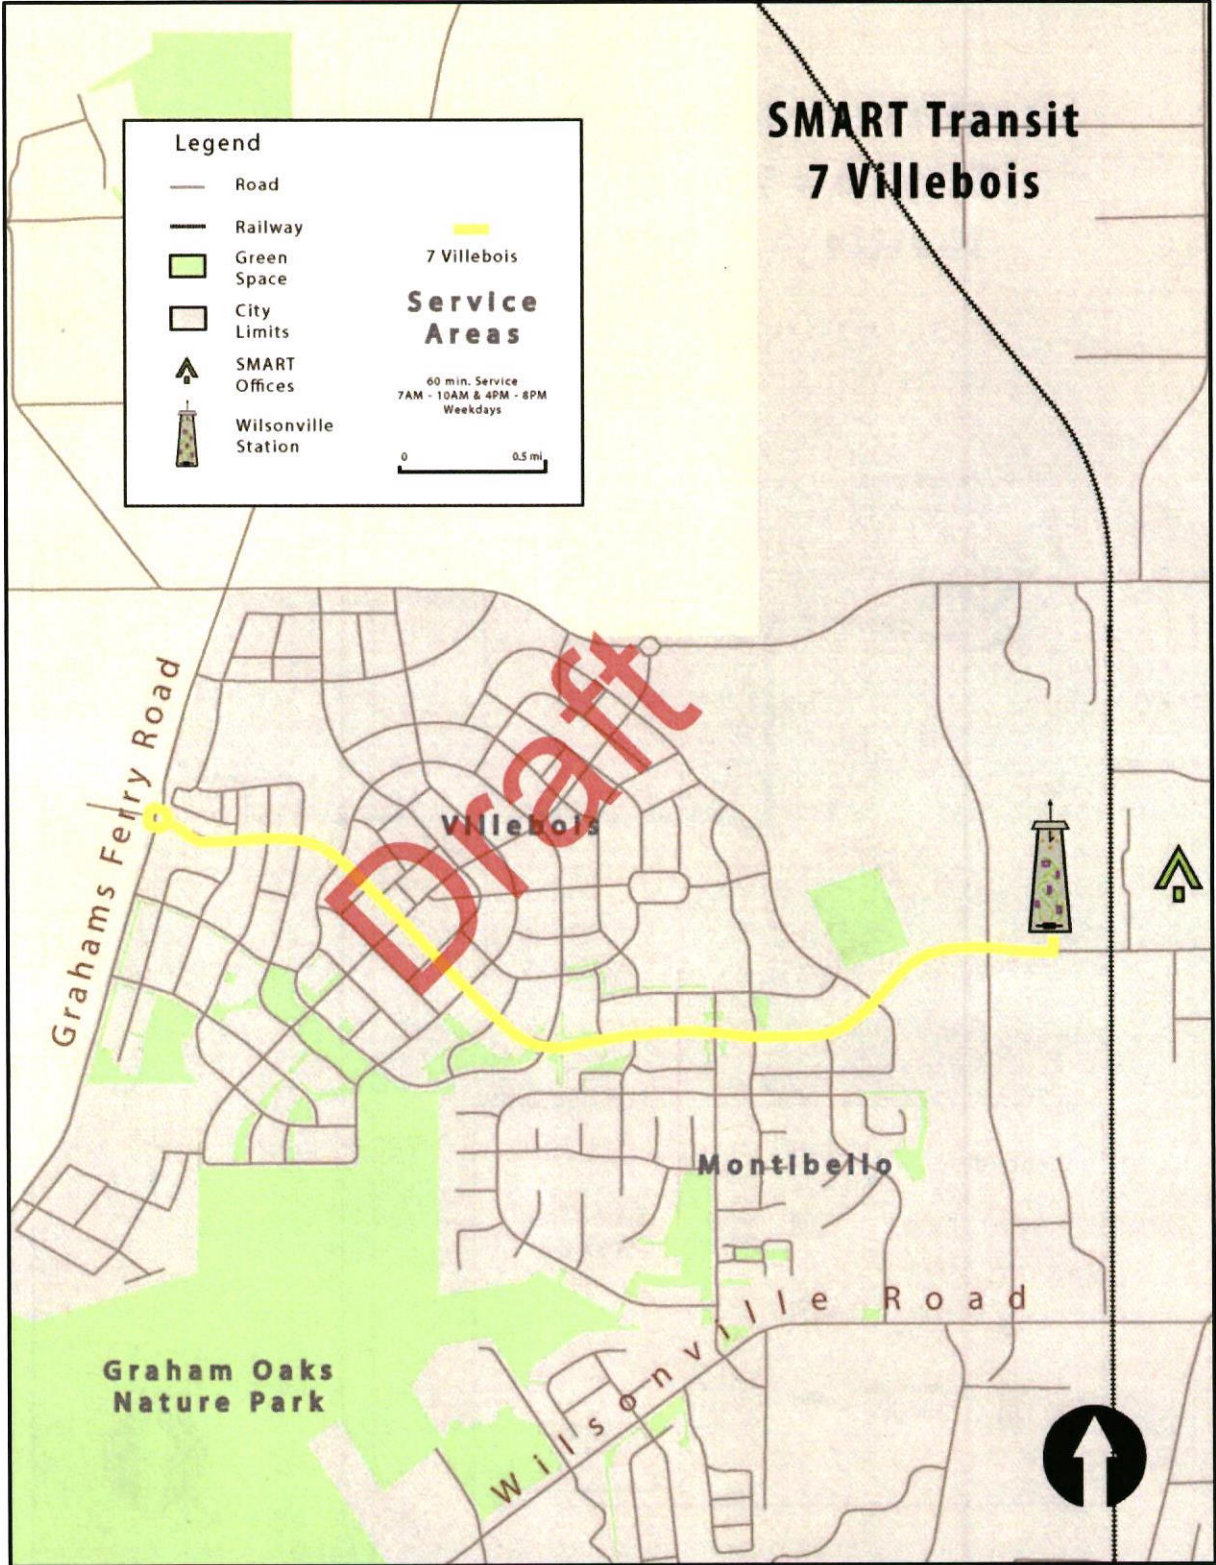 SMART Transit
7 Villebois
Legend
Road
Railway
Green
Space
City
Limits
SMART
Offices
Wilsonville
Station
7 Villebois
Service
Areas
60 min. Service
7AM - 10AM & 4PM - 8PM
Weekdays
0 0.5 mi
Grahams Ferry Road
Draft
Villebois
Montibello
Wilsonville Road
Graham Oaks
Nature Park